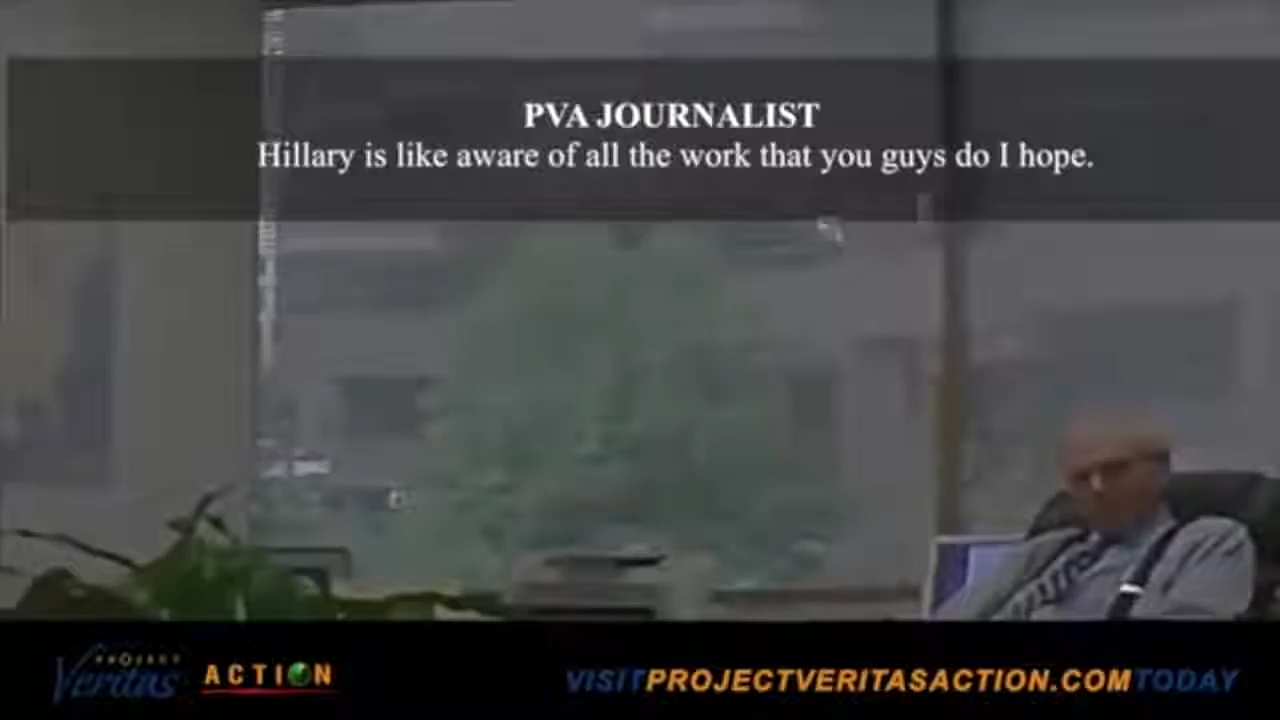 PVA JOURNALIST
Hillary is like aware of all the work that you guys do I hope.
PROJECT
Veritas ACTION
VISITPROJECTVERITASACTION.COMTODAY